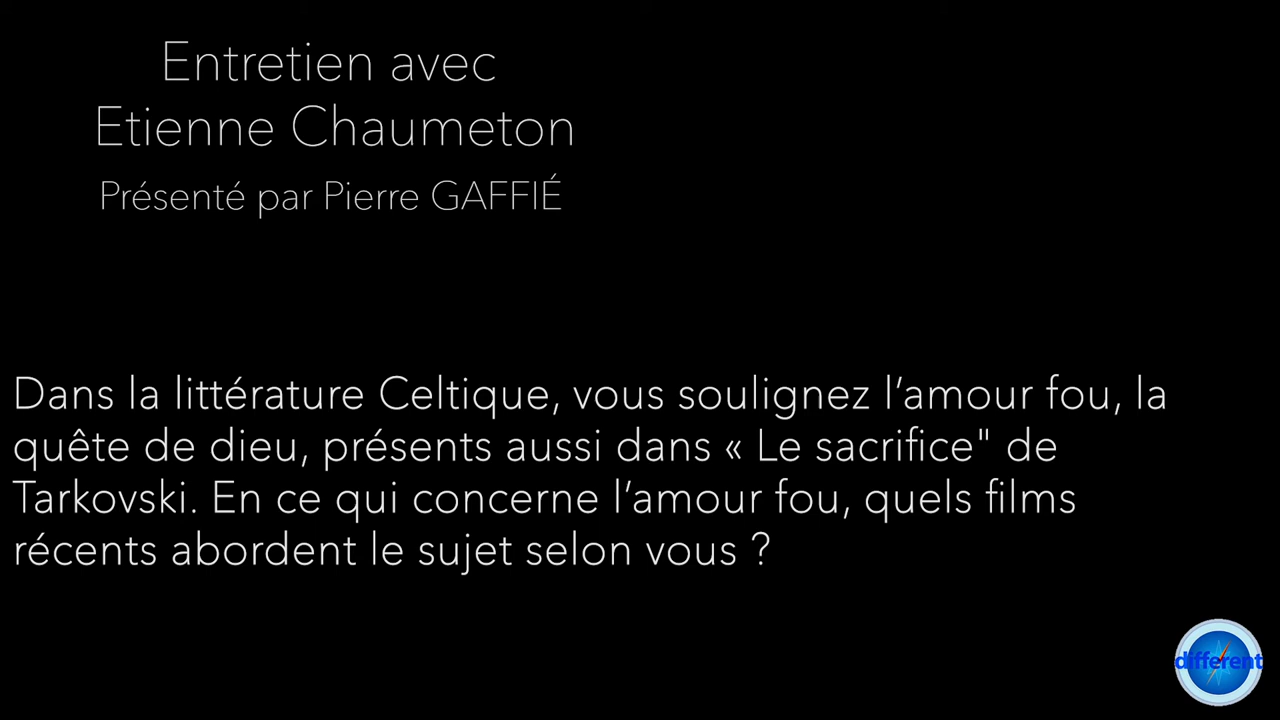 Entretien avec
Etienne Chaumeton
Présenté par Pierre GAFFIÉ
Dans la littérature Celtique, vous soulignez l’amour fou, la
quête de dieu, présents aussi dans « Le sacrifice" de
Tarkovski. En ce qui concerne l’amour fou, quels films
récents abordent le sujet selon vous ?
différent